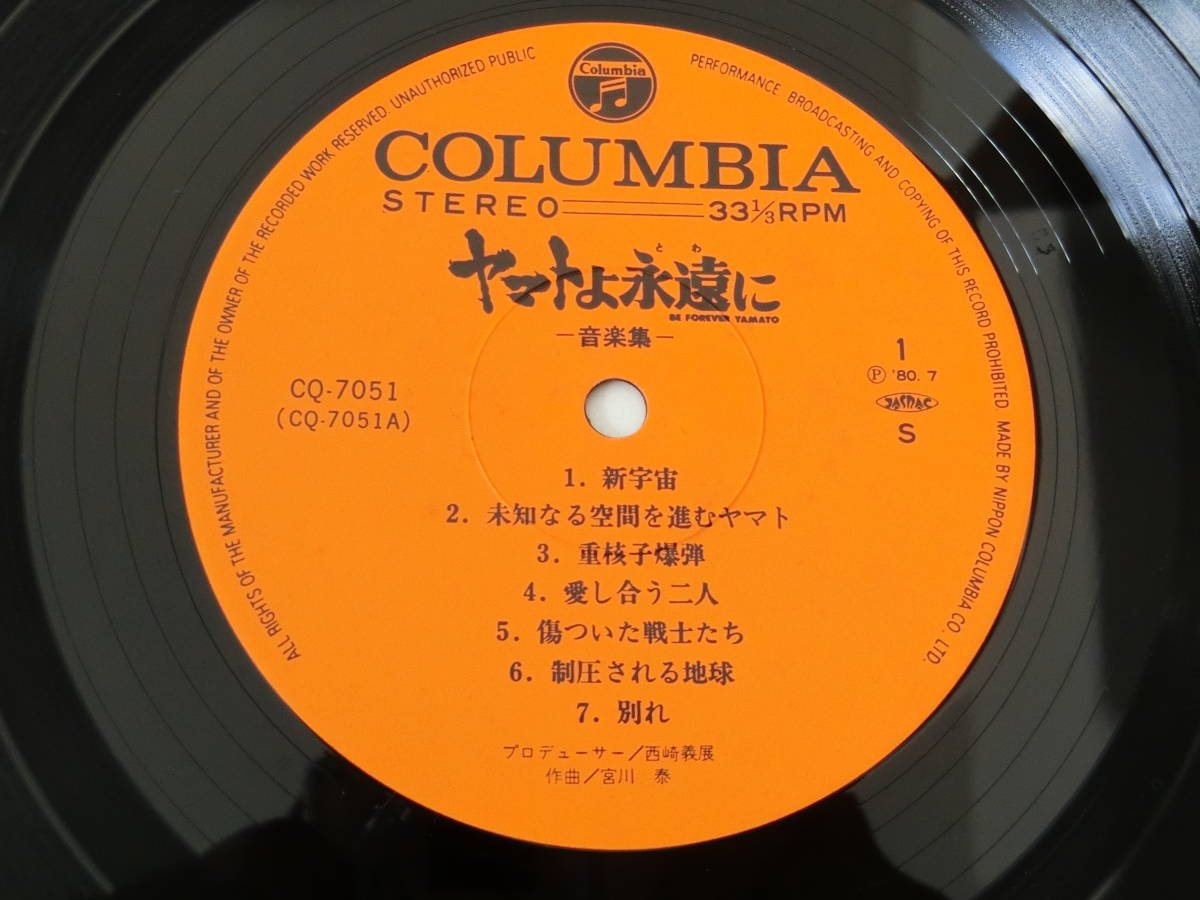 Columbia
ALL RIGHTS OF THE MANUFACTURER AND OF THE OWNER OF THE RECORDED WORK RESERVED. UNAUTHORIZED PUBLIC PERFORMANCE BROADCASTING AND COPYING OF THIS RECORD PROHIBITED. MADE BY NIPPON COLUMBIA CO. LTD.
COLUMBIA
STEREO 33⅓RPM
とわ
ヤマトよ永遠に
BE FOREVER YAMATO
－音楽集－
CQ-7051
(CQ-7051A)
1
Ⓟ '80.7
JASRAC
S
1. 新宇宙
2. 未知なる空間を進むヤマト
3. 重核子爆弾
4. 愛し合う二人
5. 傷ついた戦士たち
6. 制圧される地球
7. 別れ
プロデューサー/西崎義展
作曲/宮川 泰